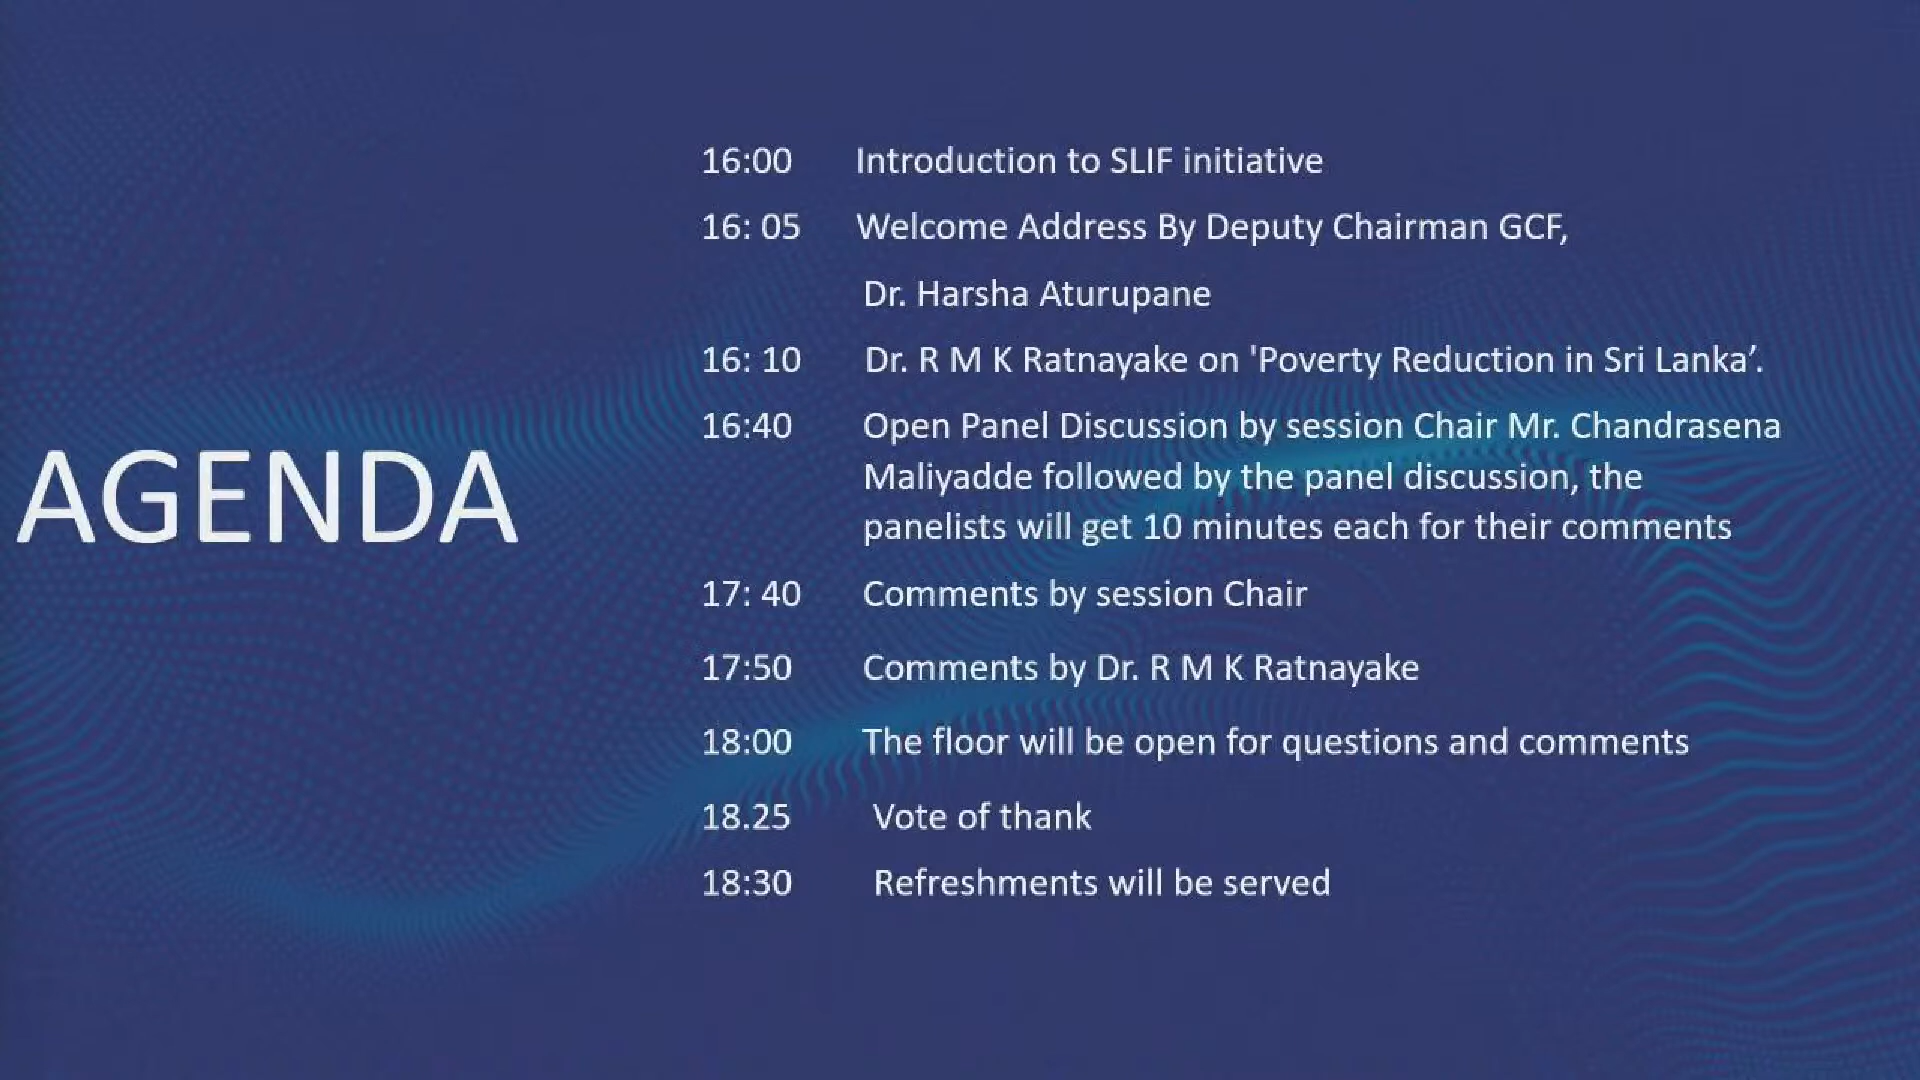 AGENDA
16:00 Introduction to SLIF initiative
16: 05 Welcome Address By Deputy Chairman GCF,
Dr. Harsha Aturupane
16: 10 Dr. R M K Ratnayake on 'Poverty Reduction in Sri Lanka’.
16:40 Open Panel Discussion by session Chair Mr. Chandrasena
Maliyadde followed by the panel discussion, the
panelists will get 10 minutes each for their comments
17: 40 Comments by session Chair
17:50 Comments by Dr. R M K Ratnayake
18:00 The floor will be open for questions and comments
18.25 Vote of thank
18:30 Refreshments will be served